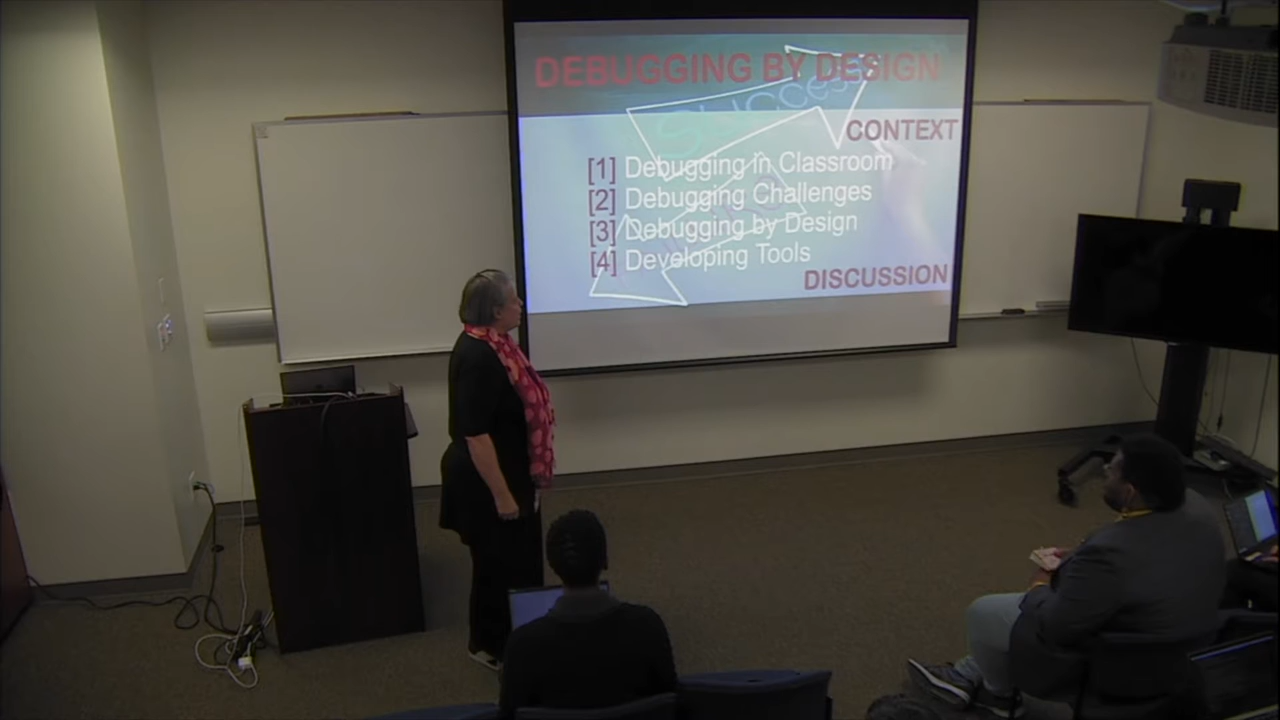 DEBUGGING BY DESIGN
Success
CONTEXT
[1] Debugging in Classroom
[2] Debugging Challenges
[3] Debugging by Design
[4] Developing Tools
DISCUSSION